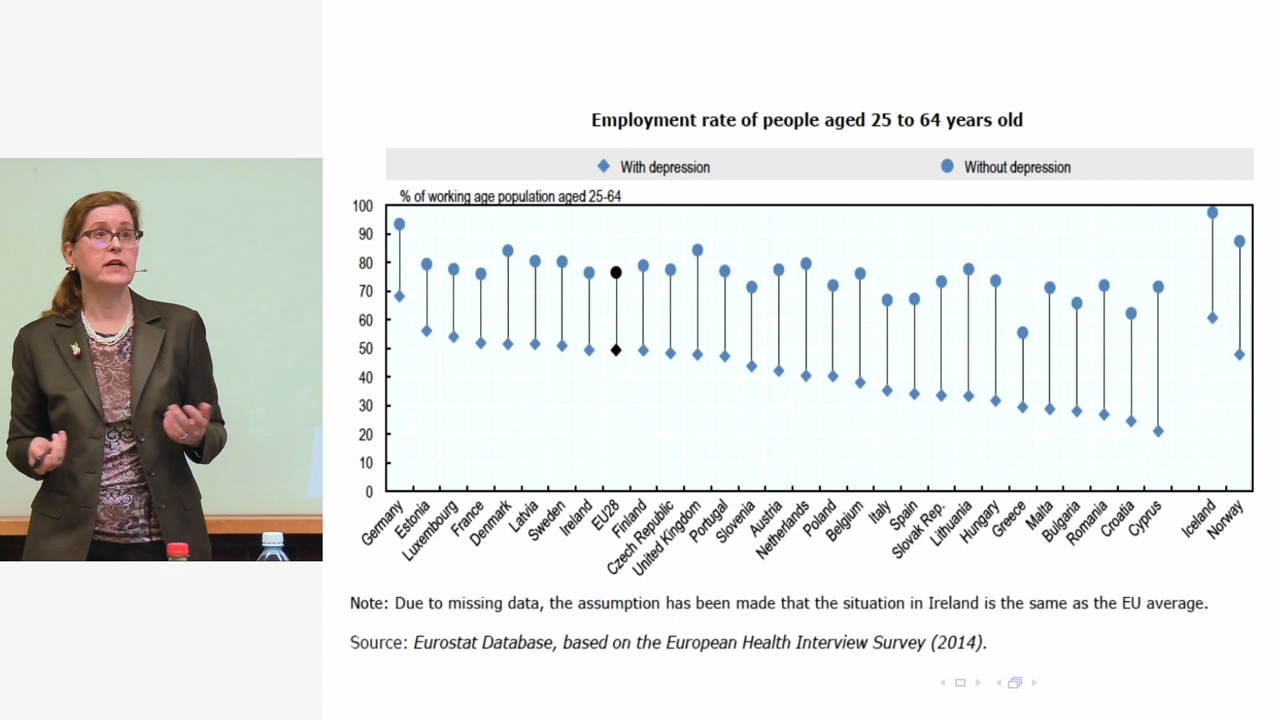 Employment rate of people aged 25 to 64 years old
With depression Without depression
% of working age population aged 25-64
100
90
80
70
60
50
40
30
20
10
0
Germany
Estonia
Luxembourg
France
Denmark
Latvia
Sweden
Ireland
EU28
Finland
Czech Republic
United Kingdom
Portugal
Slovenia
Austria
Netherlands
Poland
Belgium
Italy
Spain
Slovak Rep.
Lithuania
Hungary
Greece
Malta
Bulgaria
Romania
Croatia
Cyprus
Iceland
Norway
Note: Due to missing data, the assumption has been made that the situation in Ireland is the same as the EU average.
Source: Eurostat Database, based on the European Health Interview Survey (2014).